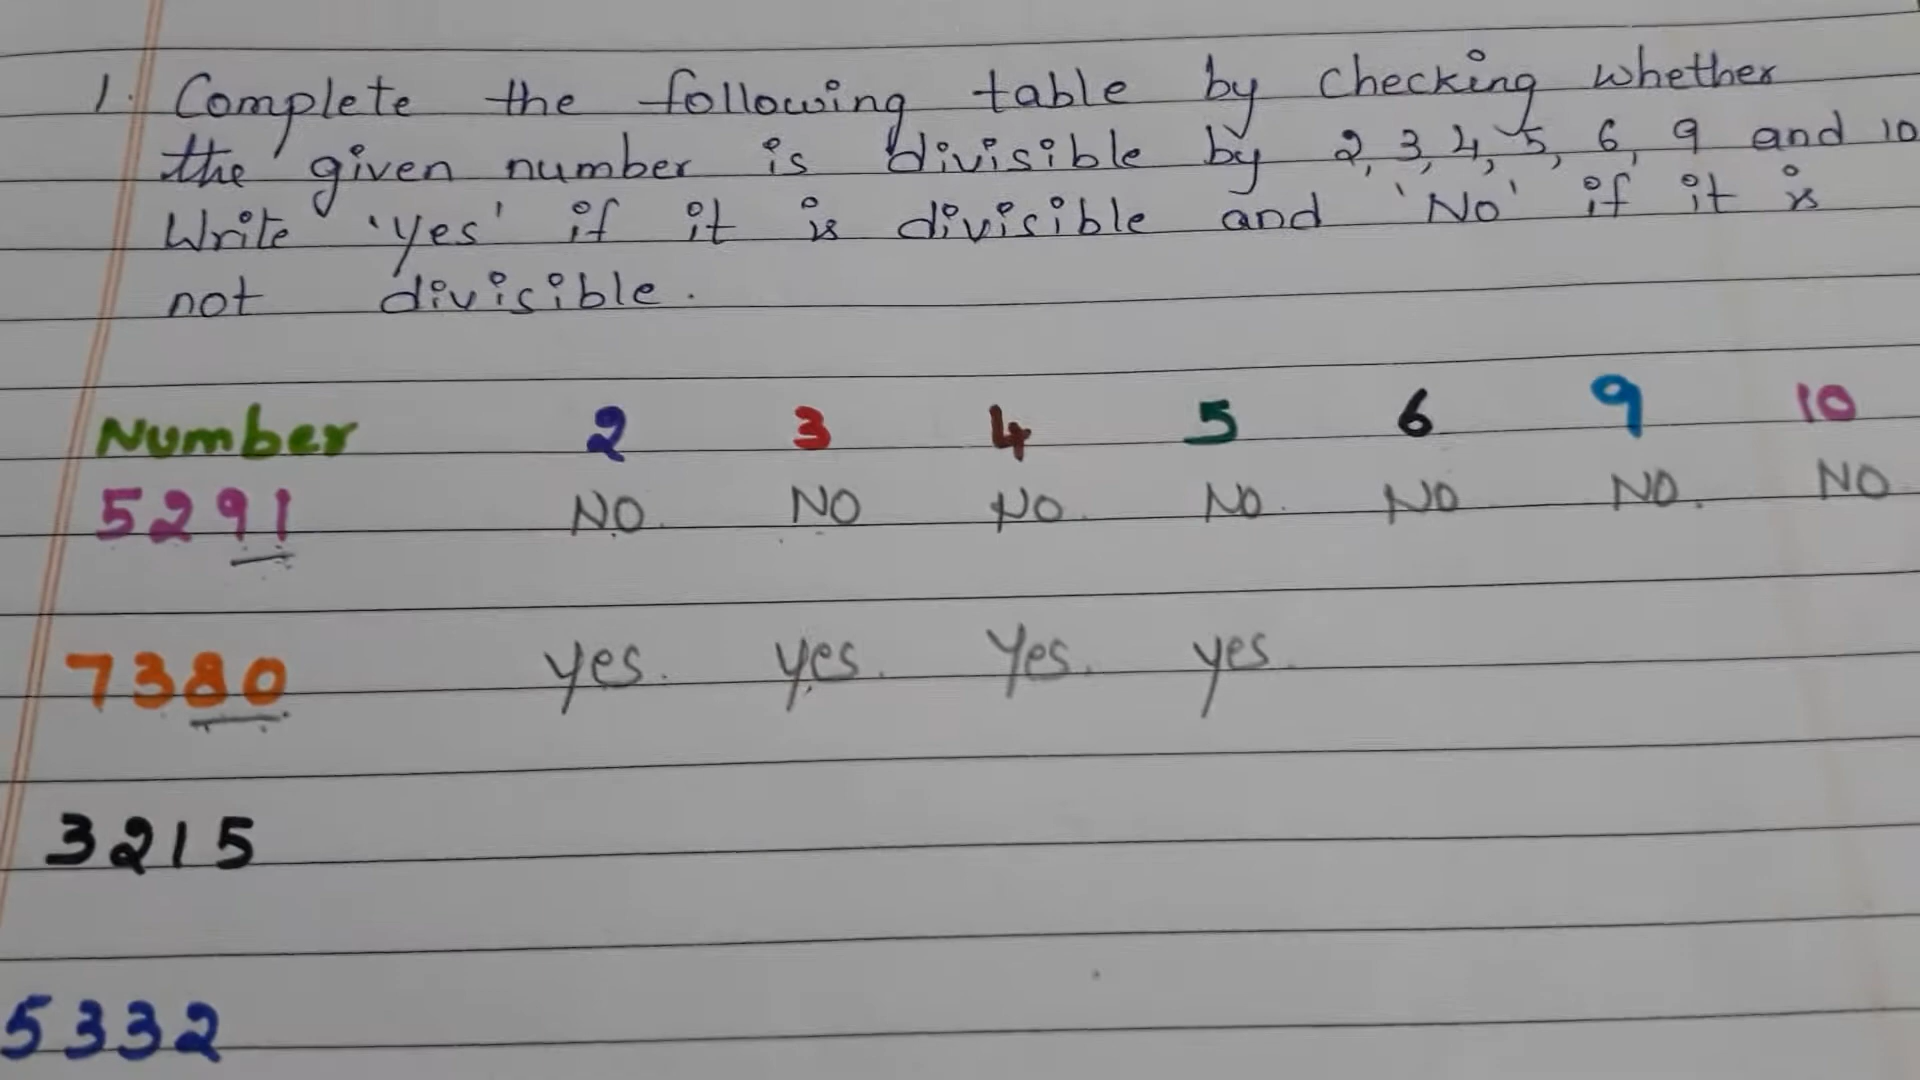 1. Complete the following table by checking whether
the given number is divisible by 2, 3, 4, 5, 6, 9 and 10
Write 'yes' if it is divisible and 'No' if it is
not divisible.
Number 2 3 4 5 6 9 10
5291 NO. NO NO. NO. NO NO. NO
7380 yes. yes. Yes. yes.
3215
5332